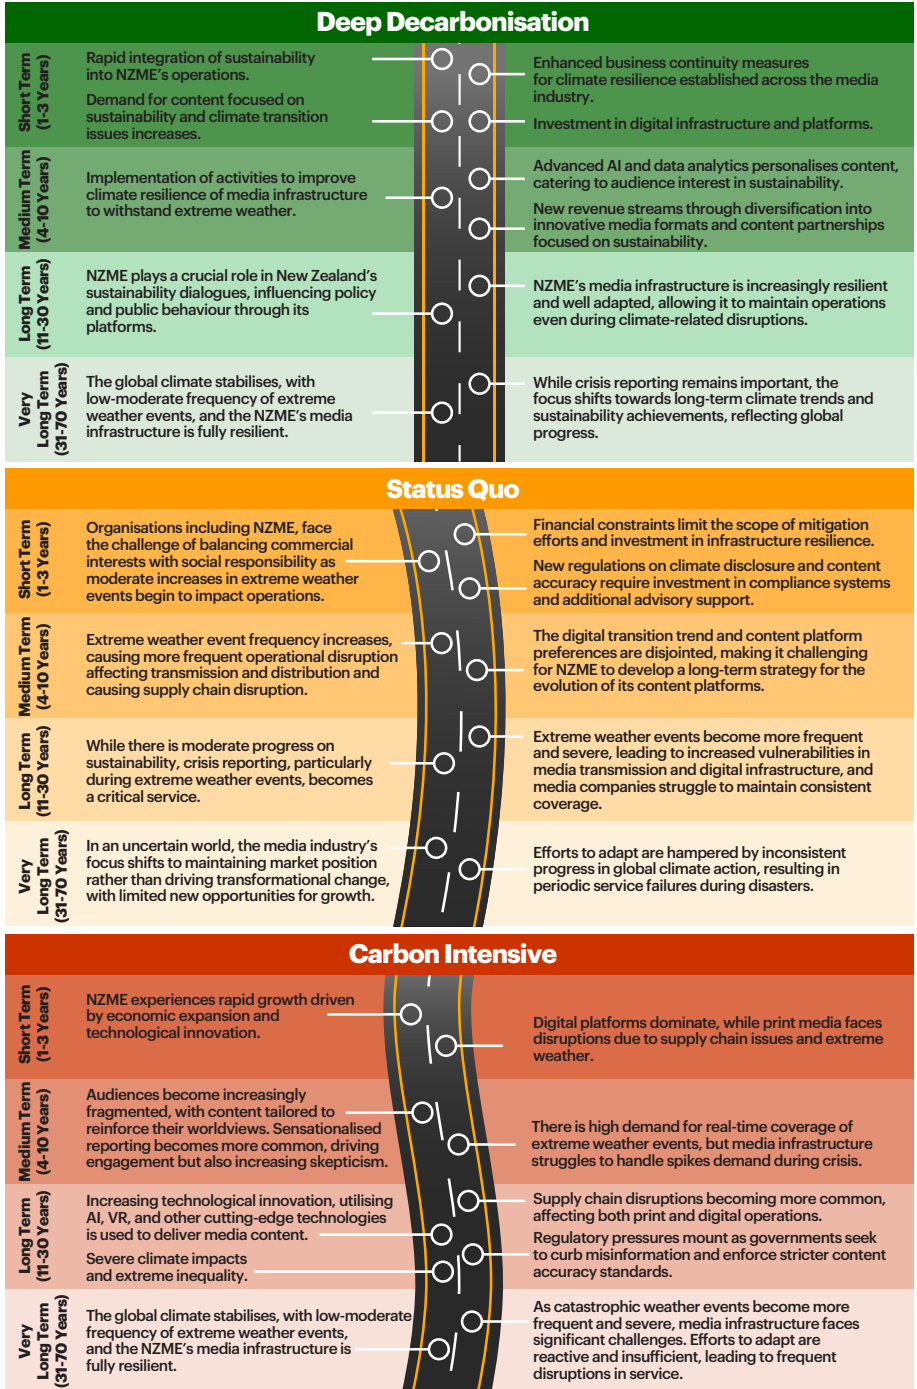 Deep Decarbonisation
Short Term
(1-3 Years)
Rapid integration of sustainability
into NZME's operations.
Demand for content focused on
sustainability and climate transition
issues increases.
Enhanced business continuity measures
for climate resilience established across the media
industry.
Investment in digital infrastructure and platforms.
Medium Term
(4-10 Years)
Implementation of activities to improve
climate resilience of media infrastructure
to withstand extreme weather.
Advanced AI and data analytics personalises content,
catering to audience interest in sustainability.
New revenue streams through diversification into
innovative media formats and content partnerships
focused on sustainability.
Long Term
(11-30 Years)
NZME plays a crucial role in New Zealand's
sustainability dialogues, influencing policy
and public behaviour through its
platforms.
NZME's media infrastructure is increasingly resilient
and well adapted, allowing it to maintain operations
even during climate-related disruptions.
Very
Long Term
(31-70 Years)
The global climate stabilises, with
low-moderate frequency of extreme
weather events, and the NZME's media
infrastructure is fully resilient.
While crisis reporting remains important, the
focus shifts towards long-term climate trends and
sustainability achievements, reflecting global
progress.
Status Quo
Short Term
(1-3 Years)
Organisations including NZME, face
the challenge of balancing commercial
interests with social responsibility as
moderate increases in extreme weather
events begin to impact operations.
Financial constraints limit the scope of mitigation
efforts and investment in infrastructure resilience.
New regulations on climate disclosure and content
accuracy require investment in compliance systems
and additional advisory support.
Medium Term
(4-10 Years)
Extreme weather event frequency increases,
causing more frequent operational disruption
affecting transmission and distribution and
causing supply chain disruption.
The digital transition trend and content platform
preferences are disjointed, making it challenging
for NZME to develop a long-term strategy for the
evolution of its content platforms.
Long Term
(11-30 Years)
While there is moderate progress on
sustainability, crisis reporting, particularly
during extreme weather events, becomes
a critical service.
Extreme weather events become more frequent
and severe, leading to increased vulnerabilities in
media transmission and digital infrastructure, and
media companies struggle to maintain consistent
coverage.
Very
Long Term
(31-70 Years)
In an uncertain world, the media industry's
focus shifts to maintaining market position
rather than driving transformational change,
with limited new opportunities for growth.
Efforts to adapt are hampered by inconsistent
progress in global climate action, resulting in
periodic service failures during disasters.
Carbon Intensive
Short Term
(1-3 Years)
NZME experiences rapid growth driven
by economic expansion and
technological innovation.
Digital platforms dominate, while print media faces
disruptions due to supply chain issues and extreme
weather.
Medium Term
(4-10 Years)
Audiences become increasingly
fragmented, with content tailored to
reinforce their worldviews. Sensationalised
reporting becomes more common, driving
engagement but also increasing skepticism.
There is high demand for real-time coverage of
extreme weather events, but media infrastructure
struggles to handle spikes demand during crisis.
Long Term
(11-30 Years)
Increasing technological innovation, utilising
AI, VR, and other cutting-edge technologies
is used to deliver media content.
Severe climate impacts
and extreme inequality.
Supply chain disruptions becoming more common,
affecting both print and digital operations.
Regulatory pressures mount as governments seek
to curb misinformation and enforce stricter content
accuracy standards.
Very
Long Term
(31-70 Years)
The global climate stabilises, with low-moderate
frequency of extreme weather events,
and the NZME's media infrastructure is
fully resilient.
As catastrophic weather events become more
frequent and severe, media infrastructure faces
significant challenges. Efforts to adapt are
reactive and insufficient, leading to frequent
disruptions in service.